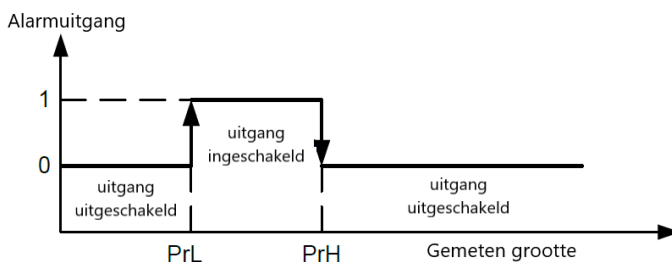 Alarmuitgang
1
uitgang
ingeschakeld
0
uitgang
uitgeschakeld
uitgang
uitgeschakeld
PrL
PrH
Gemeten grootte